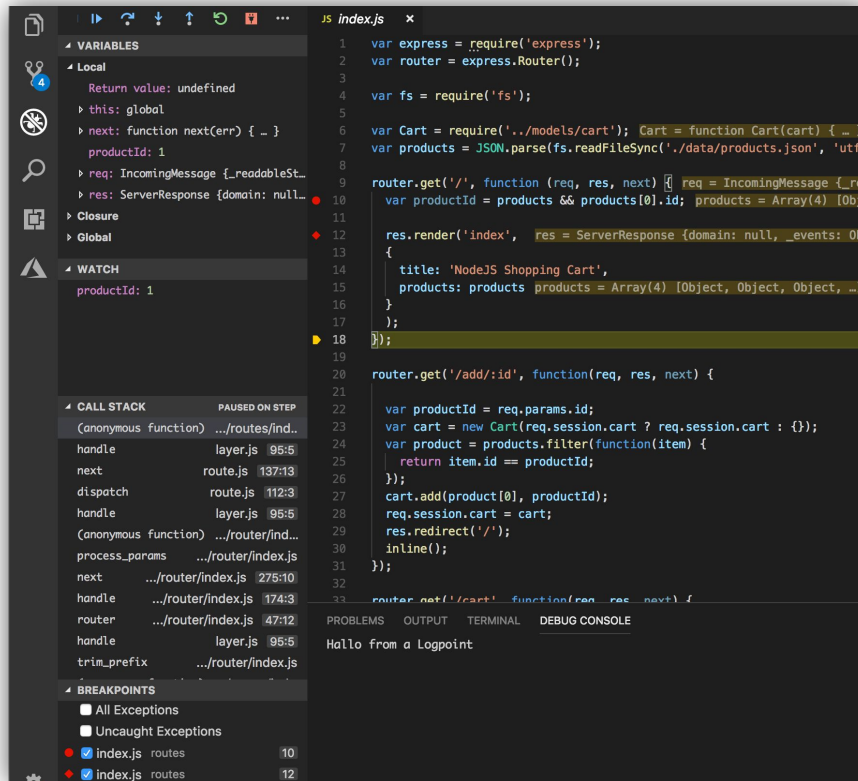 JS index.js ×
4
VARIABLES
Local
Return value: undefined
this: global
next: function next(err) { … }
productId: 1
req: IncomingMessage {_readableSt…
res: ServerResponse {domain: null…
Closure
Global
WATCH
productId: 1
CALL STACK PAUSED ON STEP
(anonymous function) .../routes/ind..
handle layer.js 95:5
next route.js 137:13
dispatch route.js 112:3
handle layer.js 95:5
(anonymous function) .../router/ind...
process_params .../router/index.js
next .../router/index.js 275:10
handle .../router/index.js 174:3
router .../router/index.js 47:12
handle layer.js 95:5
trim_prefix .../router/index.js
BREAKPOINTS
All Exceptions
Uncaught Exceptions
index.js routes 10
index.js routes 12
1 var express = require('express');
2 var router = express.Router();
3
4 var fs = require('fs');
5
6 var Cart = require('../models/cart'); Cart = function Cart(cart) { …
7 var products = JSON.parse(fs.readFileSync('./data/products.json', 'utf
8
9 router.get('/', function (req, res, next) { req = IncomingMessage {_re
10 var productId = products && products[0].id; products = Array(4) [Obj
11
12 res.render('index', res = ServerResponse {domain: null, _events: Ob
13 {
14 title: 'NodeJS Shopping Cart',
15 products: products products = Array(4) [Object, Object, Object, …
16 }
17 );
18 });
19
20 router.get('/add/:id', function(req, res, next) {
21
22 var productId = req.params.id;
23 var cart = new Cart(req.session.cart ? req.session.cart : {});
24 var product = products.filter(function(item) {
25 return item.id == productId;
26 });
27 cart.add(product[0], productId);
28 req.session.cart = cart;
29 res.redirect('/');
30 inline();
31 });
32
33 router.get('/cart', function(req, res, next) {
PROBLEMS OUTPUT TERMINAL DEBUG CONSOLE
Hallo from a Logpoint